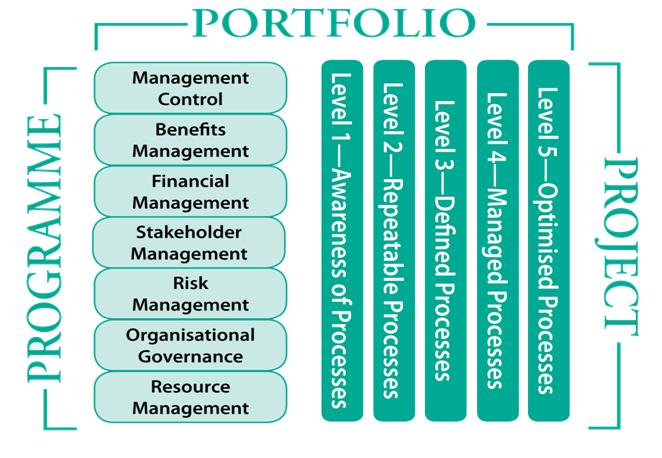 PORTFOLIO
PROGRAMME
Management
Control
Benefits
Management
Financial
Management
Stakeholder
Management
Risk
Management
Organisational
Governance
Resource
Management
Level 1—Awareness of Processes
Level 2—Repeatable Processes
Level 3—Defined Processes
Level 4—Managed Processes
Level 5—Optimised Processes
PROJECT